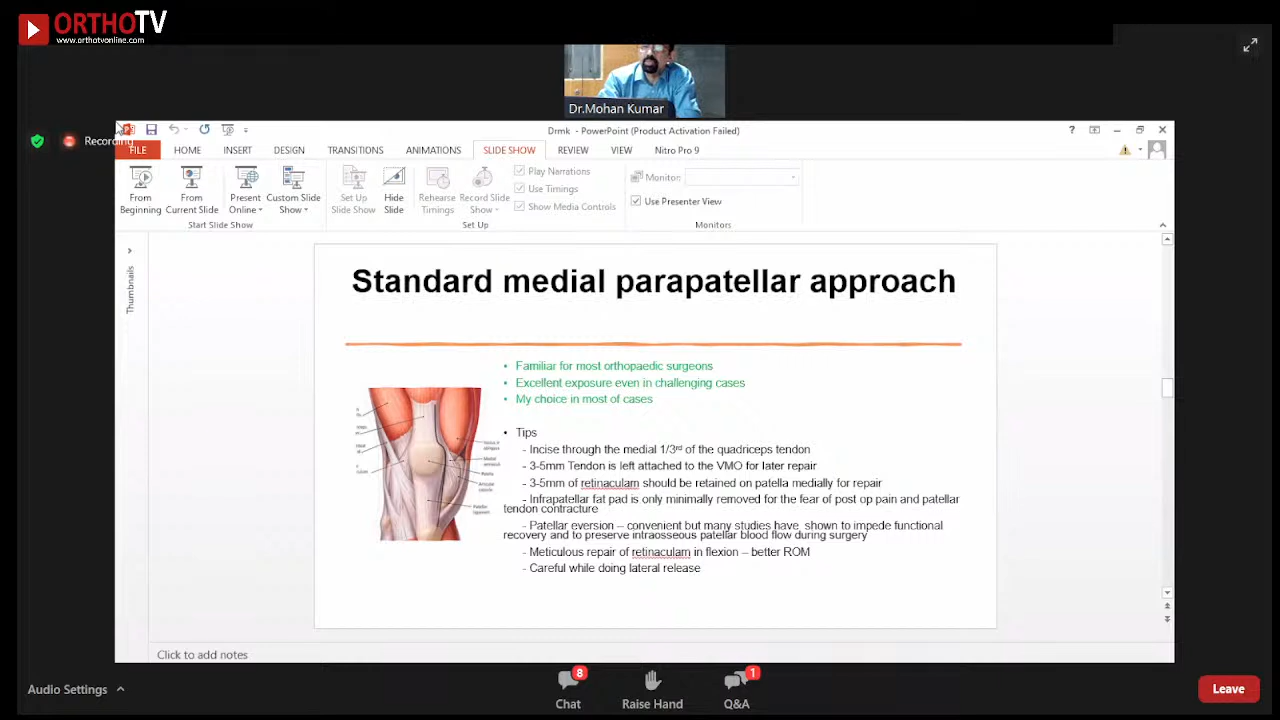 ORTHOTV
www.orthotvonline.com
Dr.Mohan Kumar
Recording
Drmk - PowerPoint (Product Activation Failed)
FILE HOME INSERT DESIGN TRANSITIONS ANIMATIONS SLIDE SHOW REVIEW VIEW Nitro Pro 9
From Beginning
From Current Slide
Present Online
Custom Slide Show
Set Up Slide Show
Hide Slide
Rehearse Timings
Record Slide Show
Play Narrations
Use Timings
Show Media Controls
Monitor:
Use Presenter View
Start Slide Show
Set Up
Monitors
Thumbnails
Standard medial parapatellar approach
• Familiar for most orthopaedic surgeons
• Excellent exposure even in challenging cases
• My choice in most of cases
• Tips
- Incise through the medial 1/3rd of the quadriceps tendon
- 3-5mm Tendon is left attached to the VMO for later repair
- 3-5mm of retinaculam should be retained on patella medially for repair
- Infrapatellar fat pad is only minimally removed for the fear of post op pain and patellar
tendon contracture
- Patellar eversion – convenient but many studies have shown to impede functional
recovery and to preserve intraosseous patellar blood flow during surgery
- Meticulous repair of retinaculam in flexion – better ROM
- Careful while doing lateral release
Click to add notes
Audio Settings
8
Chat
Raise Hand
1
Q&A
Leave